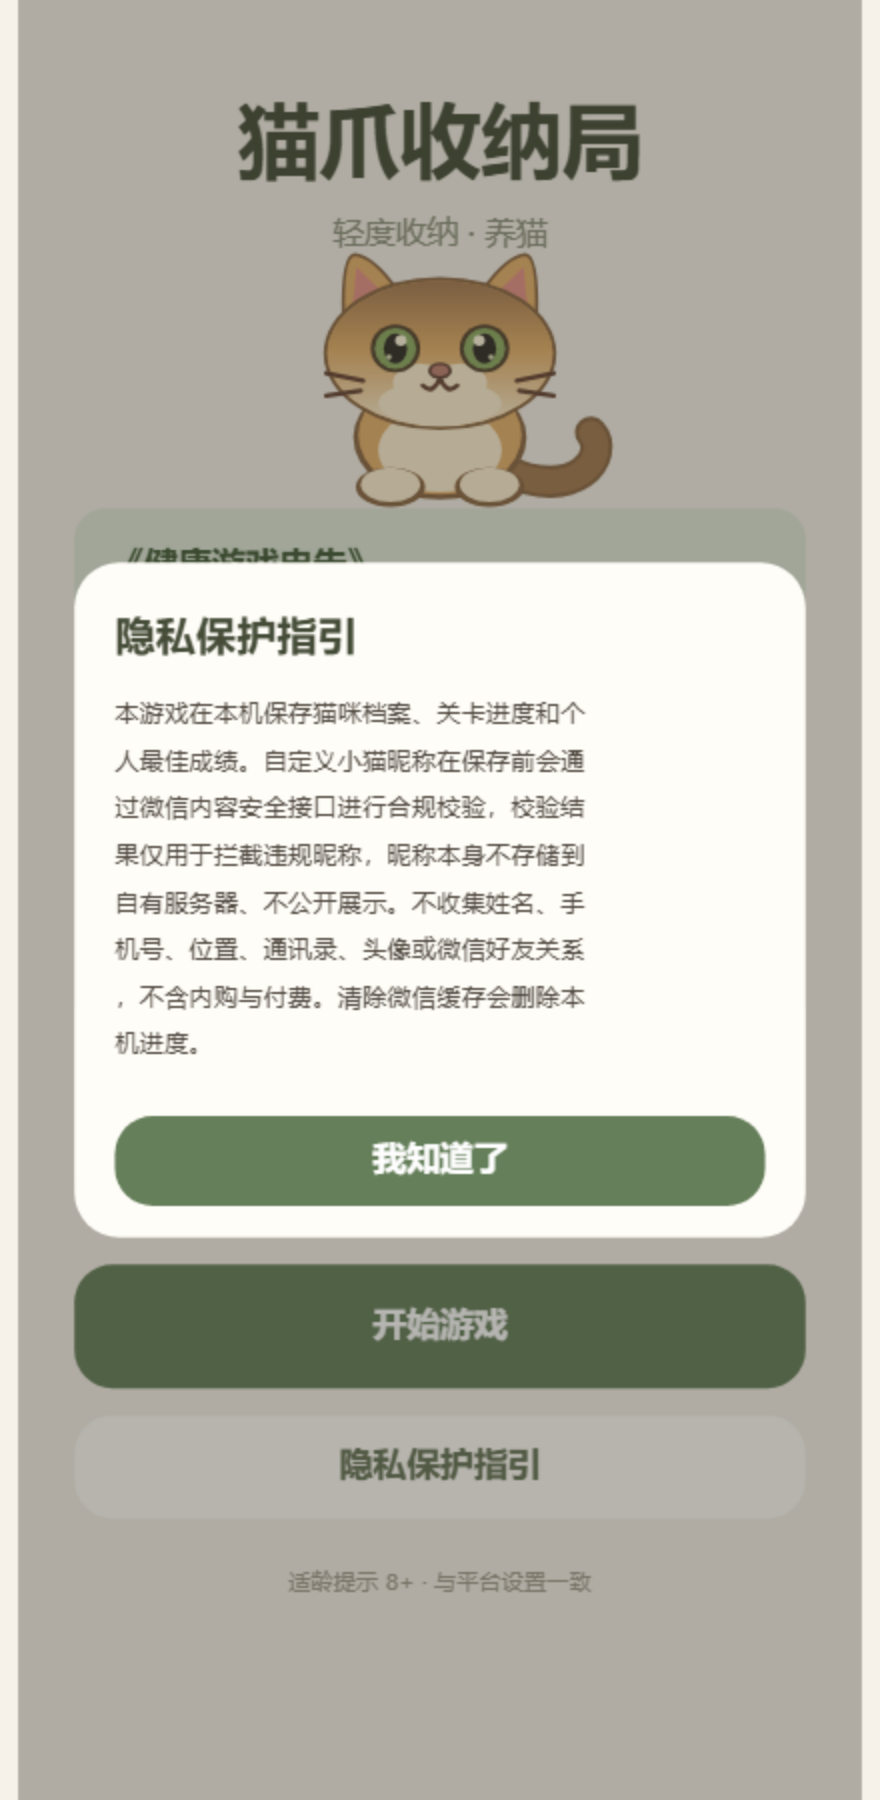 猫爪收纳局
轻度收纳 · 养猫
《健康游戏忠告》
隐私保护指引
本游戏在本机保存猫咪档案、关卡进度和个
人最佳成绩。自定义小猫昵称在保存前会通
过微信内容安全接口进行合规校验，校验结
果仅用于拦截违规昵称，昵称本身不存储到
自有服务器、不公开展示。不收集姓名、手
机号、位置、通讯录、头像或微信好友关系
，不含内购与付费。清除微信缓存会删除本
机进度。
我知道了
开始游戏
隐私保护指引
适龄提示 8+ · 与平台设置一致